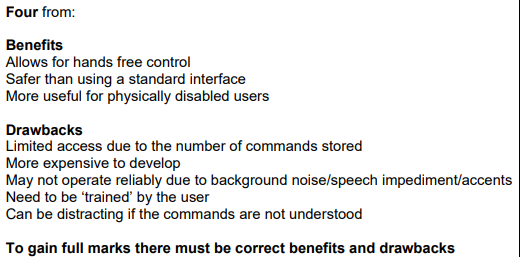 Four from:
Benefits
Allows for hands free control
Safer than using a standard interface
More useful for physically disabled users
Drawbacks
Limited access due to the number of commands stored
More expensive to develop
May not operate reliably due to background noise/speech impediment/accents
Need to be ‘trained’ by the user
Can be distracting if the commands are not understood
To gain full marks there must be correct benefits and drawbacks